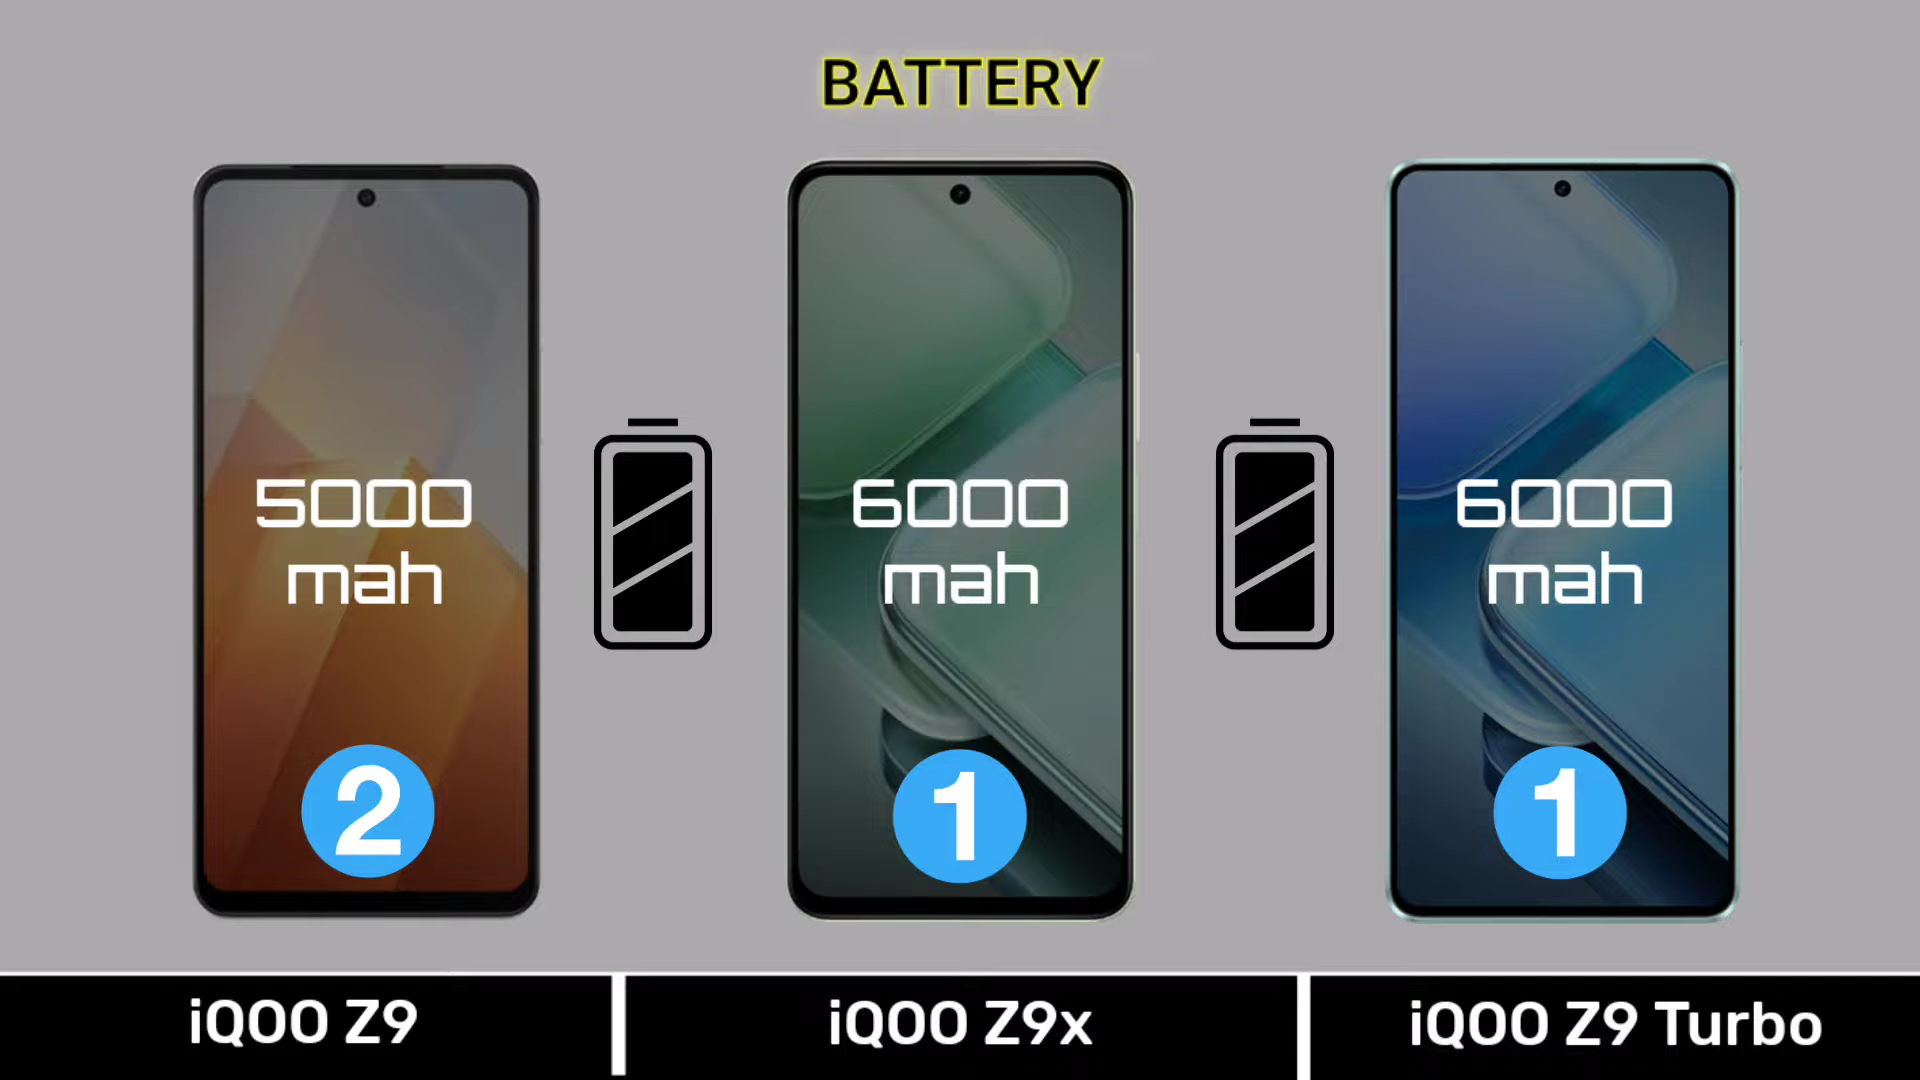 BATTERY
5000
mah
6000
mah
6000
mah
2
1
1
iQOO Z9
iQOO Z9x
iQOO Z9 Turbo